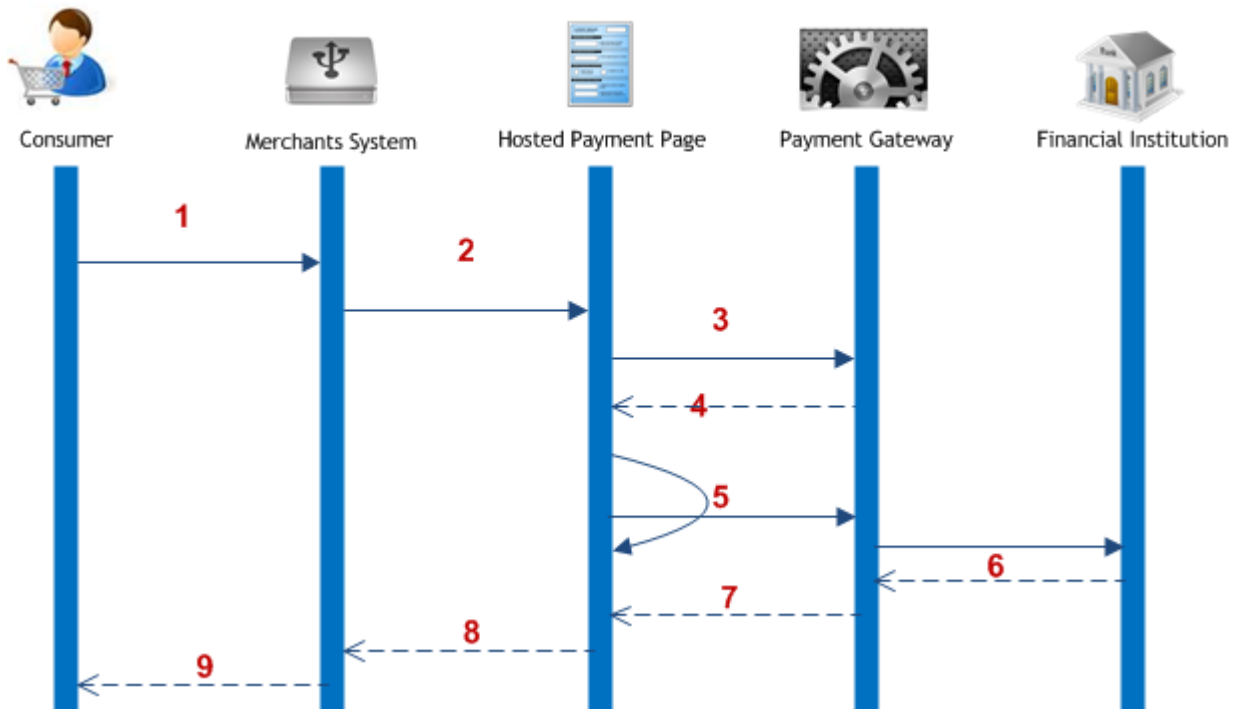 Bank
Consumer
Merchants System
Hosted Payment Page
Payment Gateway
Financial Institution
1
2
3
4
5
6
7
8
9